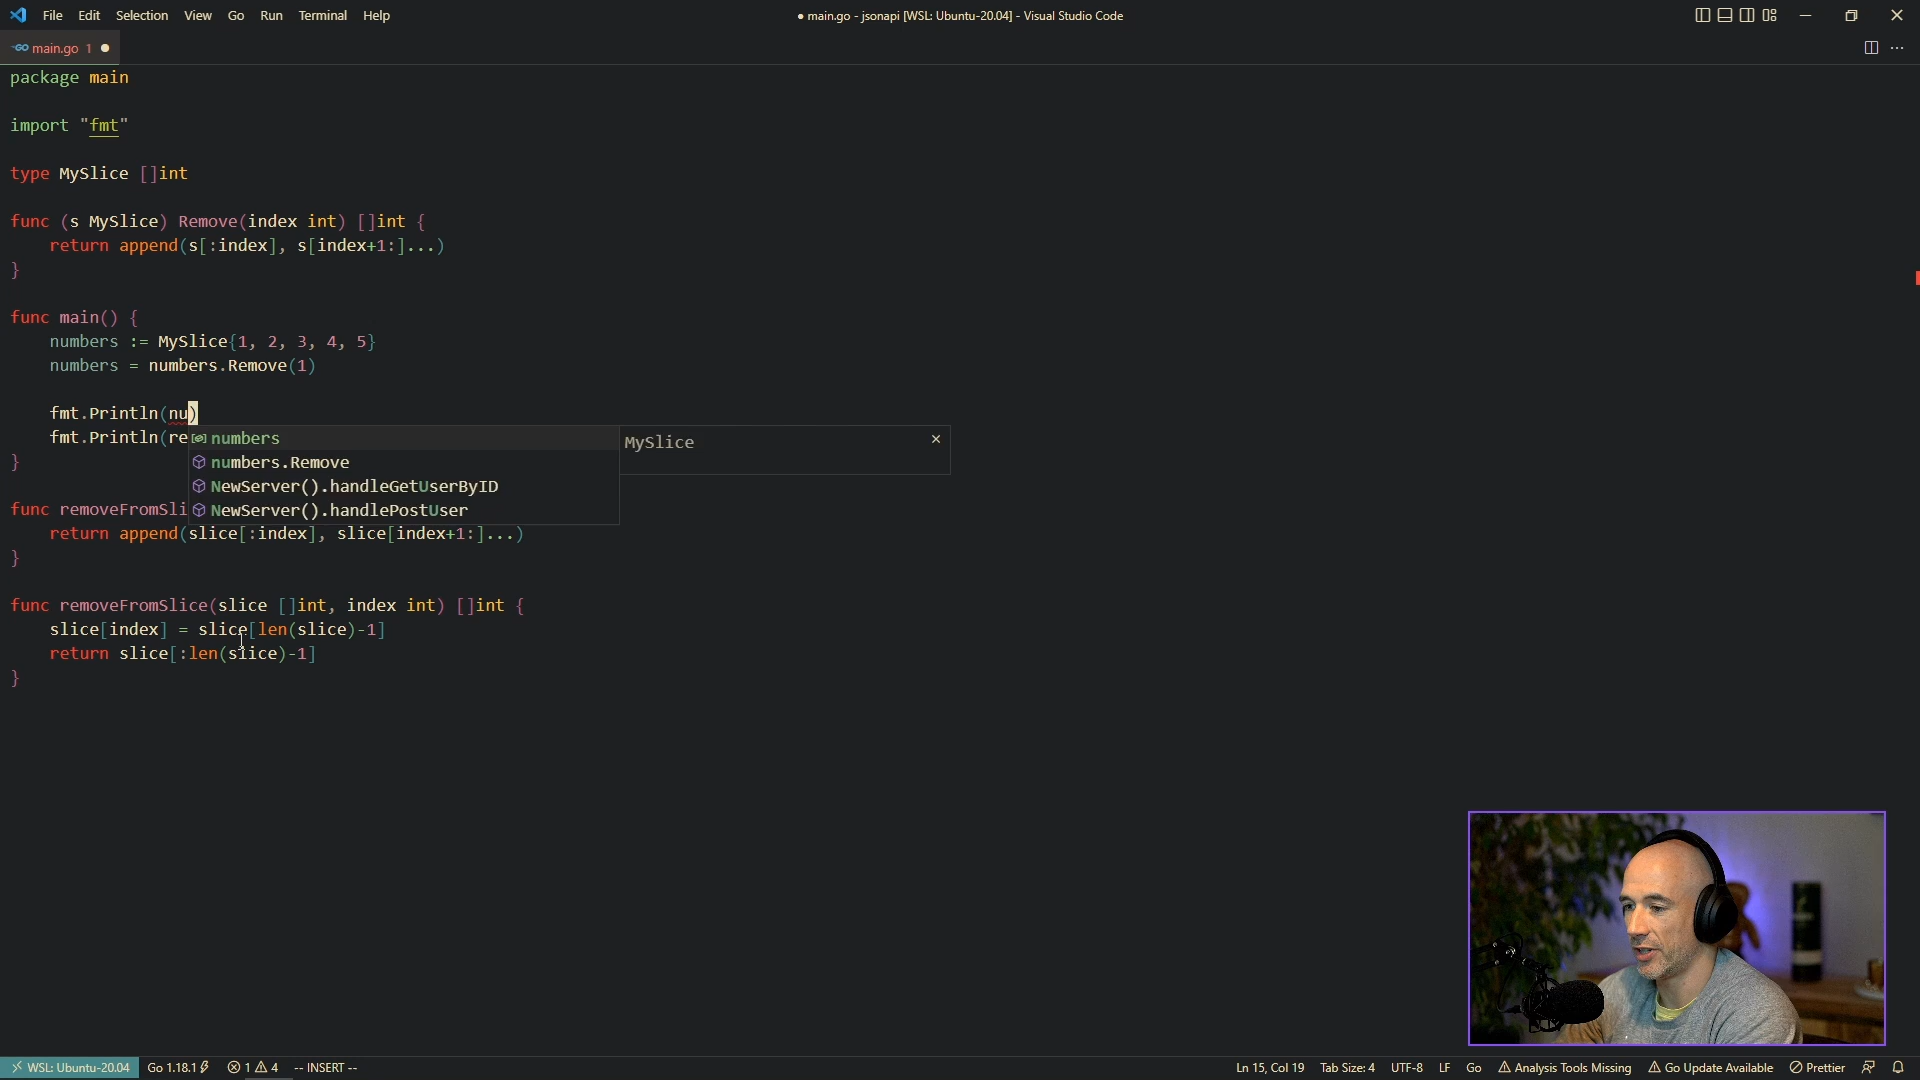 File Edit Selection View Go Run Terminal Help
● main.go - jsonapi [WSL: Ubuntu-20.04] - Visual Studio Code
GO main.go 1
package main
import "fmt"
type MySlice []int
func (s MySlice) Remove(index int) []int {
return append(s[:index], s[index+1:]...)
}
func main() {
numbers := MySlice{1, 2, 3, 4, 5}
numbers = numbers.Remove(1)
fmt.Println(nu)
fmt.Println(re
numbers
MySlice
}
numbers.Remove
NewServer().handleGetUserByID
func removeFromSli
NewServer().handlePostUser
return append(slice[:index], slice[index+1:]...)
}
func removeFromSlice(slice []int, index int) []int {
slice[index] = slice[len(slice)-1]
return slice[:len(slice)-1]
}
WSL: Ubuntu-20.04 Go 1.18.1 1 4 -- INSERT -- Ln 15, Col 19 Tab Size: 4 UTF-8 LF Go Analysis Tools Missing Go Update Available Prettier